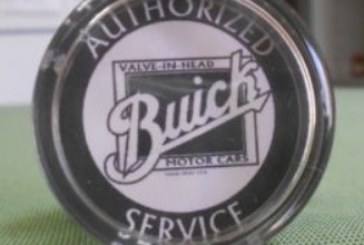 AUTHORIZED
VALVE-IN-HEAD
Buick
MOTOR CARS
SERVICE